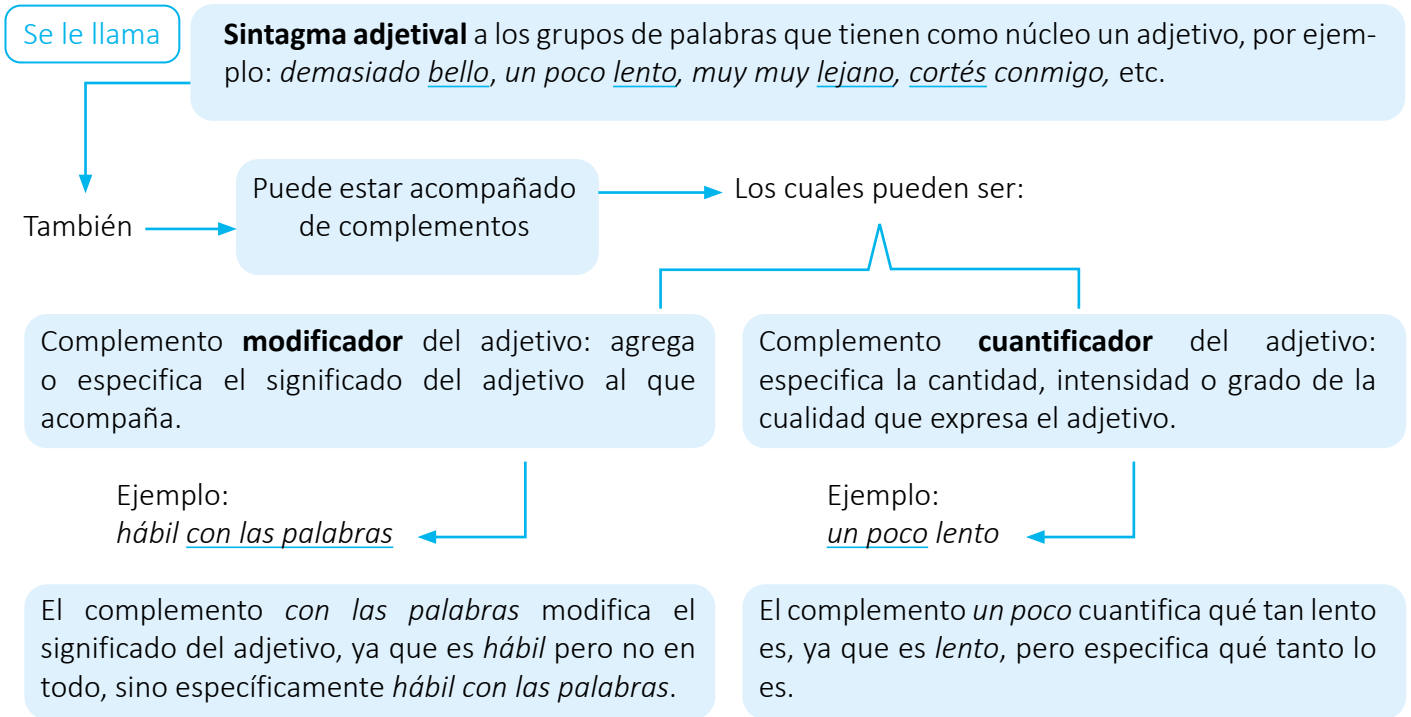 Se le llama
Sintagma adjetival a los grupos de palabras que tienen como núcleo un adjetivo, por ejem-
plo: demasiado bello, un poco lento, muy muy lejano, cortés conmigo, etc.
También
Puede estar acompañado
de complementos
Los cuales pueden ser:
Complemento modificador del adjetivo: agrega
o especifica el significado del adjetivo al que
acompaña.
Ejemplo:
hábil con las palabras
El complemento con las palabras modifica el
significado del adjetivo, ya que es hábil pero no en
todo, sino específicamente hábil con las palabras.
Complemento cuantificador del adjetivo:
especifica la cantidad, intensidad o grado de la
cualidad que expresa el adjetivo.
Ejemplo:
un poco lento
El complemento un poco cuantifica qué tan lento
es, ya que es lento, pero especifica qué tanto lo
es.